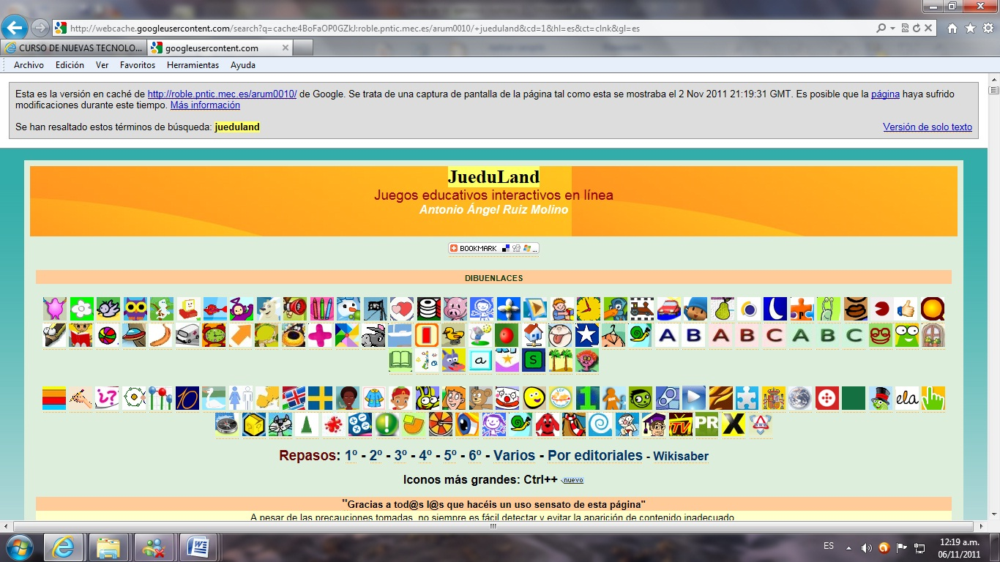 http://webcache.googleusercontent.com/search?q=cache:4BoFaOP0GZkJ:roble.pntic.mec.es/arum0010/+jueduland&cd=1&hl=es&ct=clnk&gl=es
CURSO DE NUEVAS TECNOLO... googleusercontent.com
Archivo Edición Ver Favoritos Herramientas Ayuda
Esta es la versión en caché de http://roble.pntic.mec.es/arum0010/ de Google. Se trata de una captura de pantalla de la página tal como esta se mostraba el 2 Nov 2011 21:19:31 GMT. Es posible que la página haya sufrido
modificaciones durante este tiempo. Más información
Se han resaltado estos términos de búsqueda: jueduland Versión de solo texto
JueduLand
Juegos educativos interactivos en línea
Antonio Ángel Ruiz Molino
BOOKMARK ...
DIBUENLACES
A B A B C A B C
a S
¿? 10 1 ela
TV PR X
Repasos: 1º - 2º - 3º - 4º - 5º - 6º - Varios - Por editoriales - Wikisaber
Iconos más grandes: Ctrl++ nuevo
"Gracias a tod@s l@s que hacéis un uso sensato de esta página"
A pesar de las precauciones tomadas, no siempre es fácil detectar y evitar la aparición de contenido inadecuado
ES 12:19 a.m.
06/11/2011